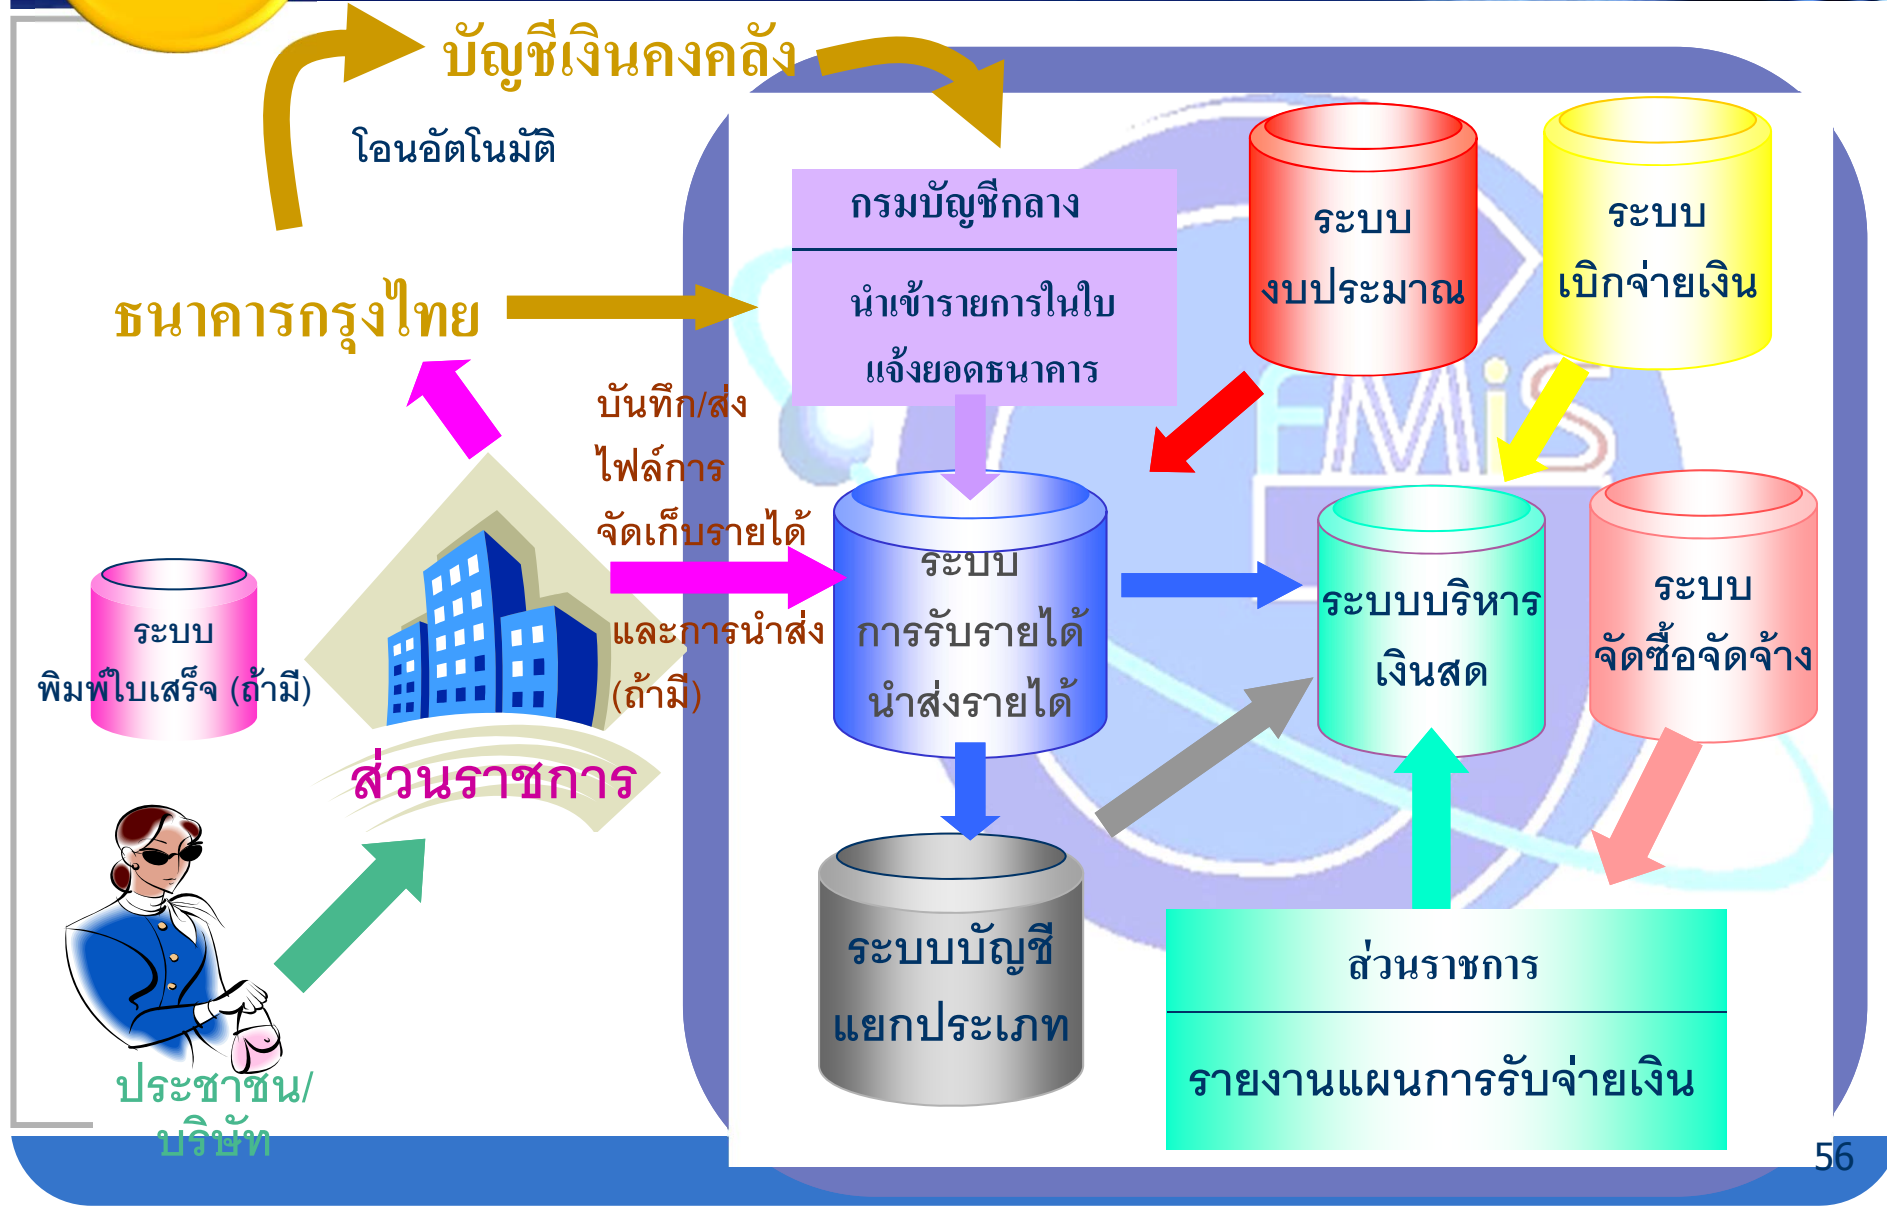 บัญชีเงินคงคลัง
โอนอัตโนมัติ
ธนาคารกรุงไทย
กรมบัญชีกลาง
นำเข้ารายการในใบ
แจ้งยอดธนาคาร
ระบบ
งบประมาณ
ระบบ
เบิกจ่ายเงิน
FMiS
บันทึก/ส่ง
ไฟล์การ
จัดเก็บรายได้
และการนำส่ง
(ถ้ามี)
ระบบ
พิมพ์ใบเสร็จ (ถ้ามี)
ส่วนราชการ
ระบบ
การรับรายได้
นำส่งรายได้
ระบบบริหาร
เงินสด
ระบบ
จัดซื้อจัดจ้าง
ระบบบัญชี
แยกประเภท
ส่วนราชการ
รายงานแผนการรับจ่ายเงิน
ประชาชน/
บริษัท
56